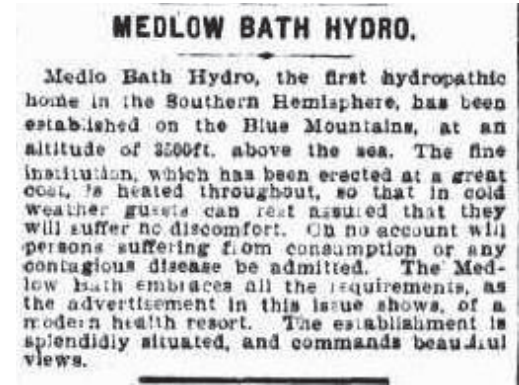 MEDLOW BATH HYDRO.
Medlo Bath Hydro, the first hydropathic
home in the Southern Hemisphere, has been
established on the Blue Mountains, at an
altitude of 3500ft. above the sea. The fine
institution, which has been erected at a great
cost, is heated throughout, so that in cold
weather guests can rest assured that they
will suffer no discomfort. On no account will
persons suffering from consumption or any
contagious disease be admitted. The Med-
low Bath embraces all the requirements, as
the advertisement in this issue shows, of a
modern health resort. The establishment is
splendidly situated, and commands beautiful
views.